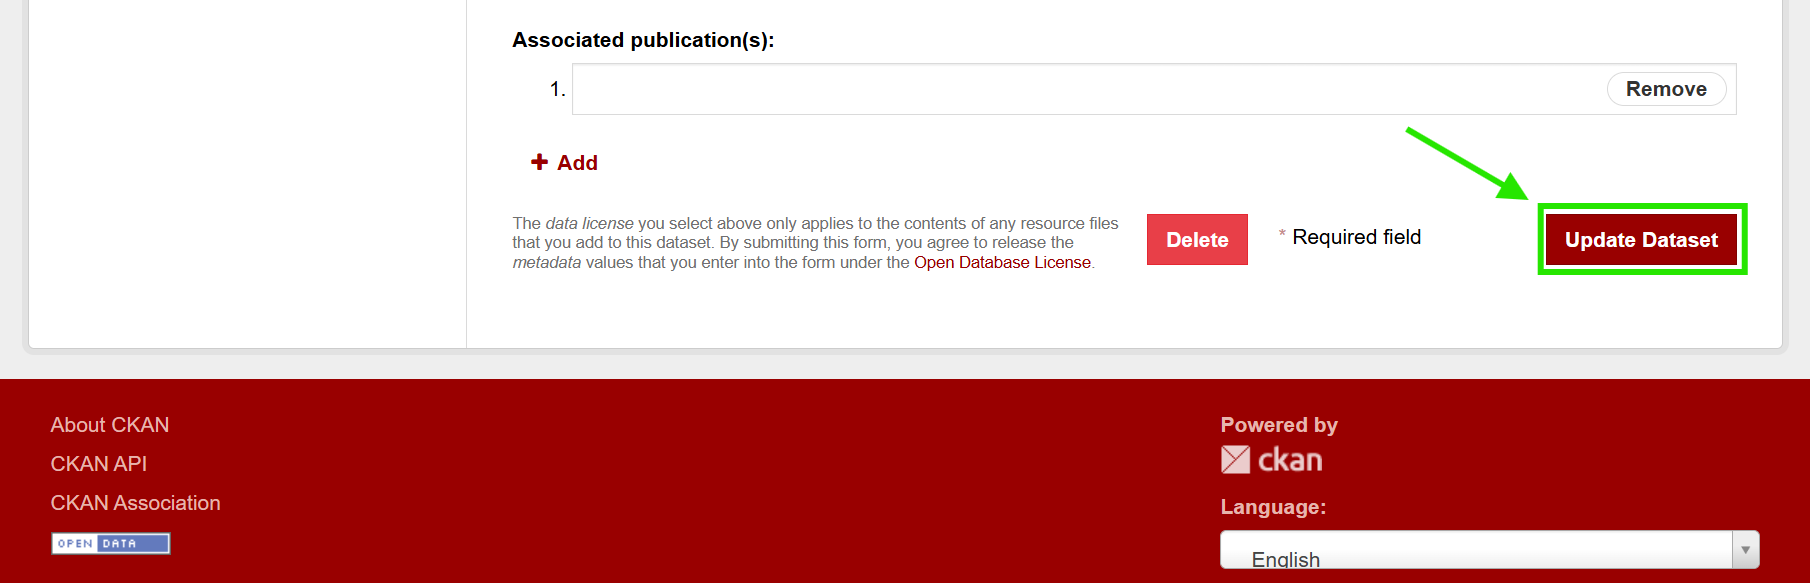 Associated publication(s):
1.
Remove
+ Add
The data license you select above only applies to the contents of any resource files
that you add to this dataset. By submitting this form, you agree to release the
metadata values that you enter into the form under the Open Database License.
Delete
* Required field
Update Dataset
About CKAN
CKAN API
CKAN Association
OPEN DATA
Powered by
ckan
Language:
English